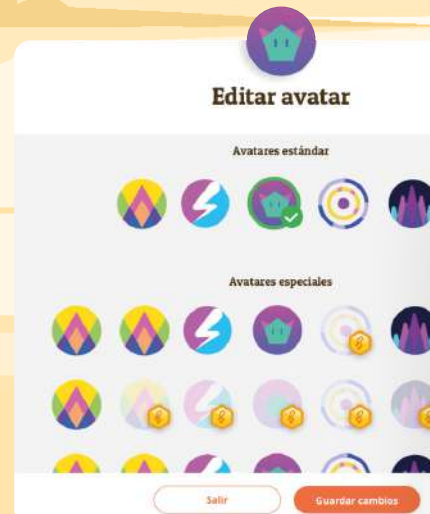 Editar avatar
Avatares estándar
Avatares especiales
Salir
Guardar cambios